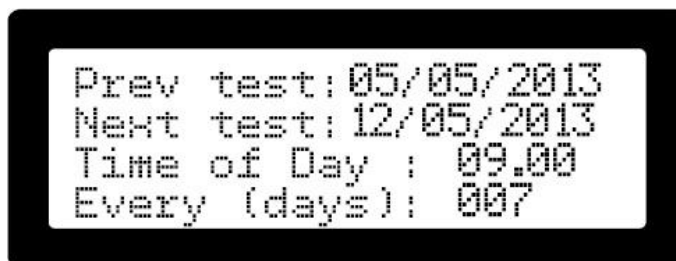 Prev test:05/05/2013
Next test:12/05/2013
Time of Day : 09.00
Every (days): 007